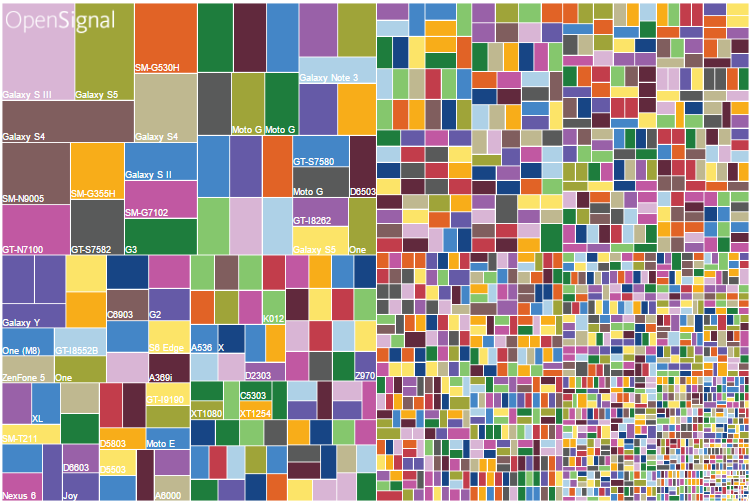 OpenSignal
Galaxy S III
Galaxy S5
SM-G530H
Galaxy Note 3
Galaxy S4
Galaxy S4
Moto G
Moto G
SM-N9005
SM-G355H
Galaxy S II
GT-S7580
SM-G7102
Moto G
D6503
GT-N7100
GT-S7582
G3
GT-I8262
Galaxy S5
One
Galaxy Y
C6903
G2
K012
One (M8)
GT-I8552B
S6 Edge
A536
X
ZenFone 5
One
A369i
D2303
Z970
XL
GT-I9190
C5303
XT1080
XT1254
SM-T211
D5803
Moto E
Nexus 6
D6603
D5503
Joy
A6000